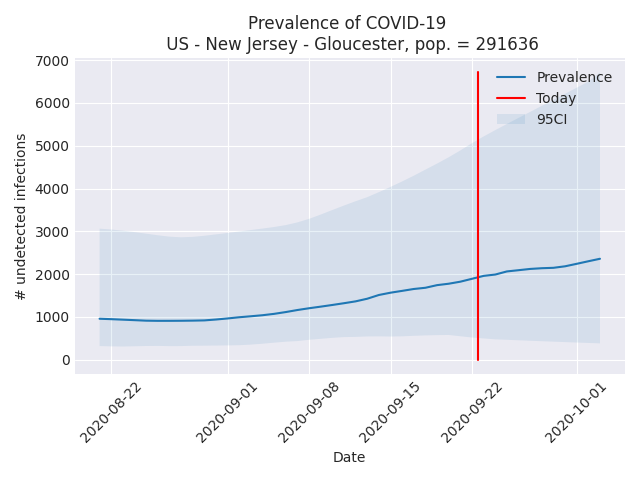 Prevalence of COVID-19
US - New Jersey - Gloucester, pop. = 291636
7000
6000
5000
4000
3000
2000
1000
0
# undetected infections
Prevalence
Today
95CI
2020-08-22
2020-09-01
2020-09-08
2020-09-15
2020-09-22
2020-10-01
Date